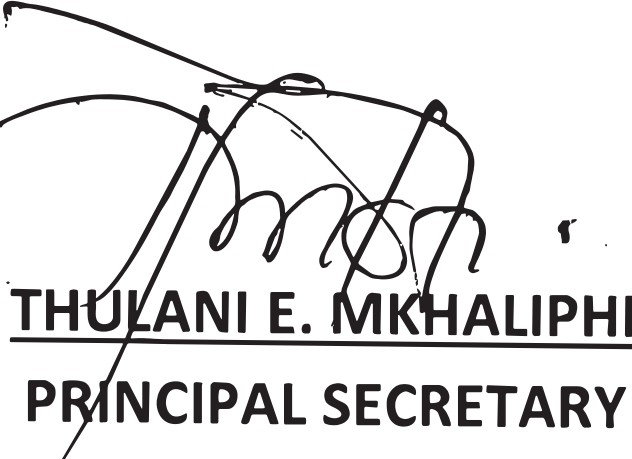 THULANI E. MKHALIPHI
PRINCIPAL SECRETARY